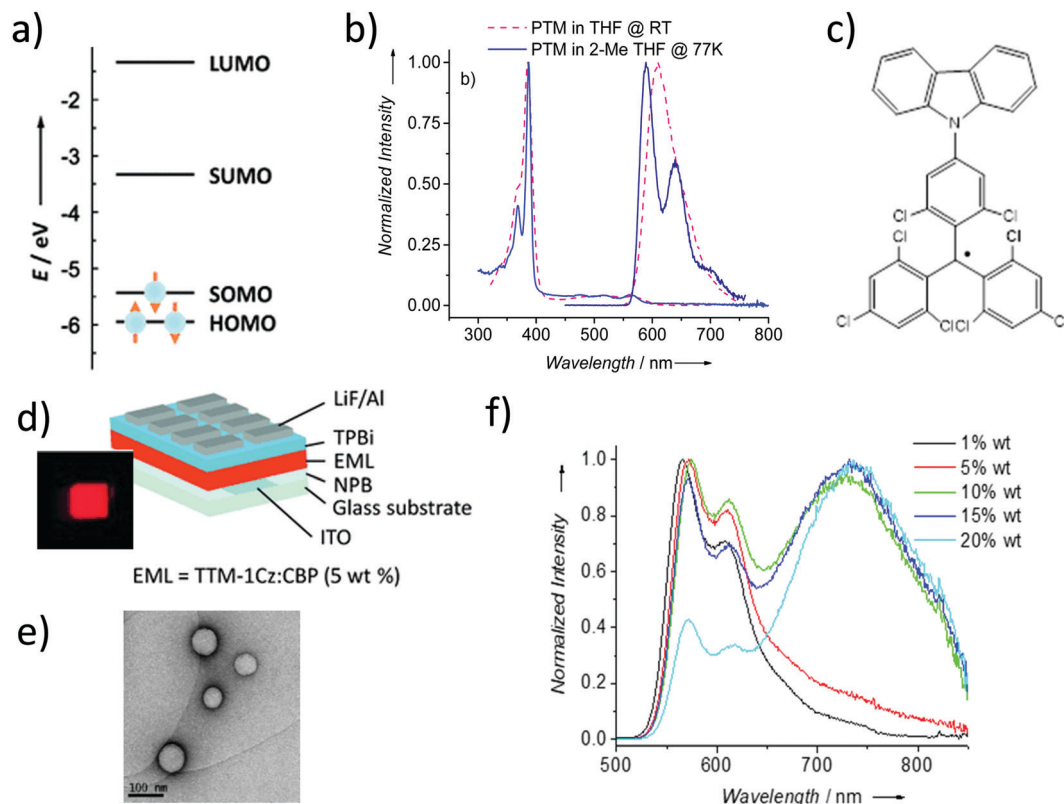 a)
LUMO
-2
-3
SUMO
-4
-5
SOMO
-6
HOMO
E / eV
b)
PTM in THF @ RT
PTM in 2-Me THF @ 77K
b)
1.00
0.75
0.50
0.25
0.00
Normalized Intensity
300 400 500 600 700 800
Wavelength / nm
c)
N
Cl Cl
Cl Cl
Cl Cl Cl Cl
d)
LiF/Al
TPBi
EML
NPB
Glass substrate
ITO
EML = TTM-1Cz:CBP (5 wt %)
e)
100 nm
f)
1% wt
5% wt
10% wt
15% wt
20% wt
1.0
0.8
0.6
0.4
0.2
0.0
Normalized Intensity
500 600 700 800
Wavelength / nm